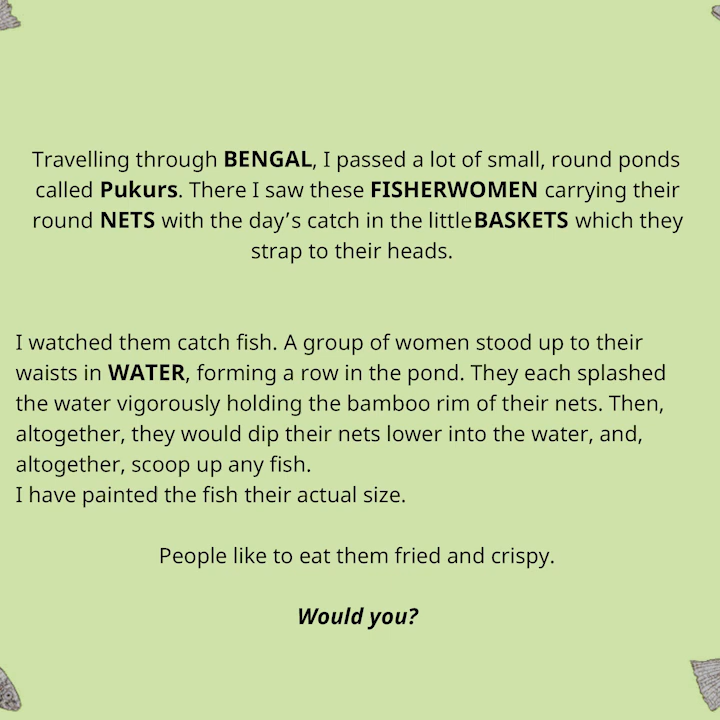 Travelling through BENGAL, I passed a lot of small, round ponds
called Pukurs. There I saw these FISHERWOMEN carrying their
round NETS with the day’s catch in the littleBASKETS which they
strap to their heads.
I watched them catch fish. A group of women stood up to their
waists in WATER, forming a row in the pond. They each splashed
the water vigorously holding the bamboo rim of their nets. Then,
altogether, they would dip their nets lower into the water, and,
altogether, scoop up any fish.
I have painted the fish their actual size.
People like to eat them fried and crispy.
Would you?